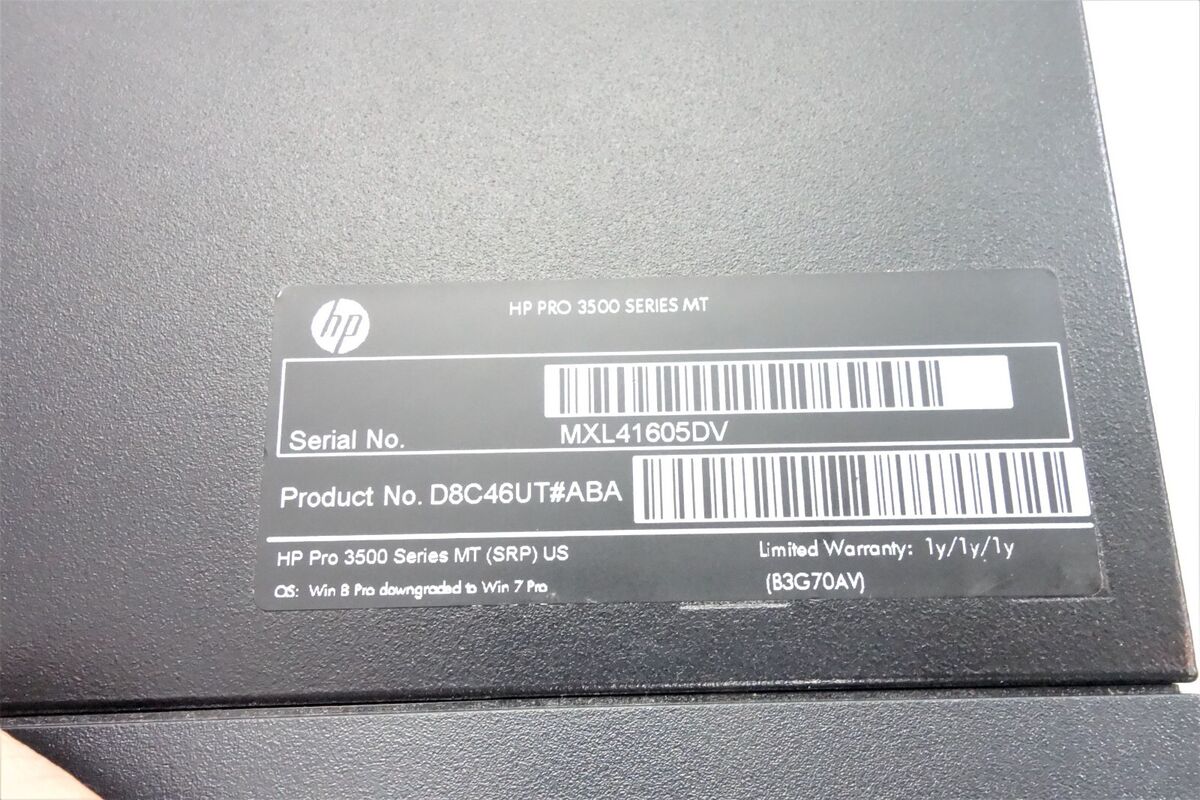 hp
HP PRO 3500 SERIES MT
Serial No.
MXL41605DV
Product No. D8C46UT#ABA
HP Pro 3500 Series MT (SRP) US
Limited Warranty: 1y/1y/1y
OS: Win 8 Pro downgraded to Win 7 Pro
(B3G70AV)